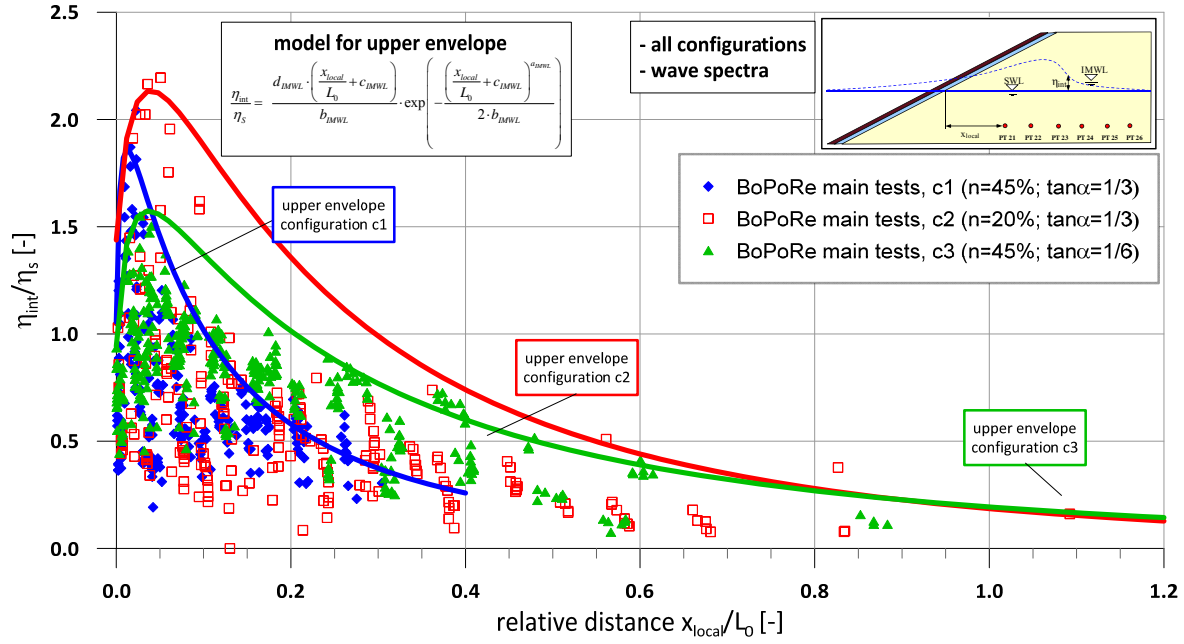 2.5
2.0
1.5
1.0
0.5
0.0
η_int/η_s [-]
model for upper envelope
η_int/η_S = d_IMWL·(x_local/L_0 + c_IMWL)/b_IMWL · exp(-(x_local/L_0 + c_IMWL)^a_IMWL/(2·b_IMWL))
- all configurations
- wave spectra
SWL
η_int
IMWL
x_local
PT 21 PT 22 PT 23 PT 24 PT 25 PT 26
BoPoRe main tests, c1 (n=45%; tanα=1/3)
BoPoRe main tests, c2 (n=20%; tanα=1/3)
BoPoRe main tests, c3 (n=45%; tanα=1/6)
upper envelope
configuration c1
upper envelope
configuration c2
upper envelope
configuration c3
0.0 0.2 0.4 0.6 0.8 1.0 1.2
relative distance x_local/L_0 [-]